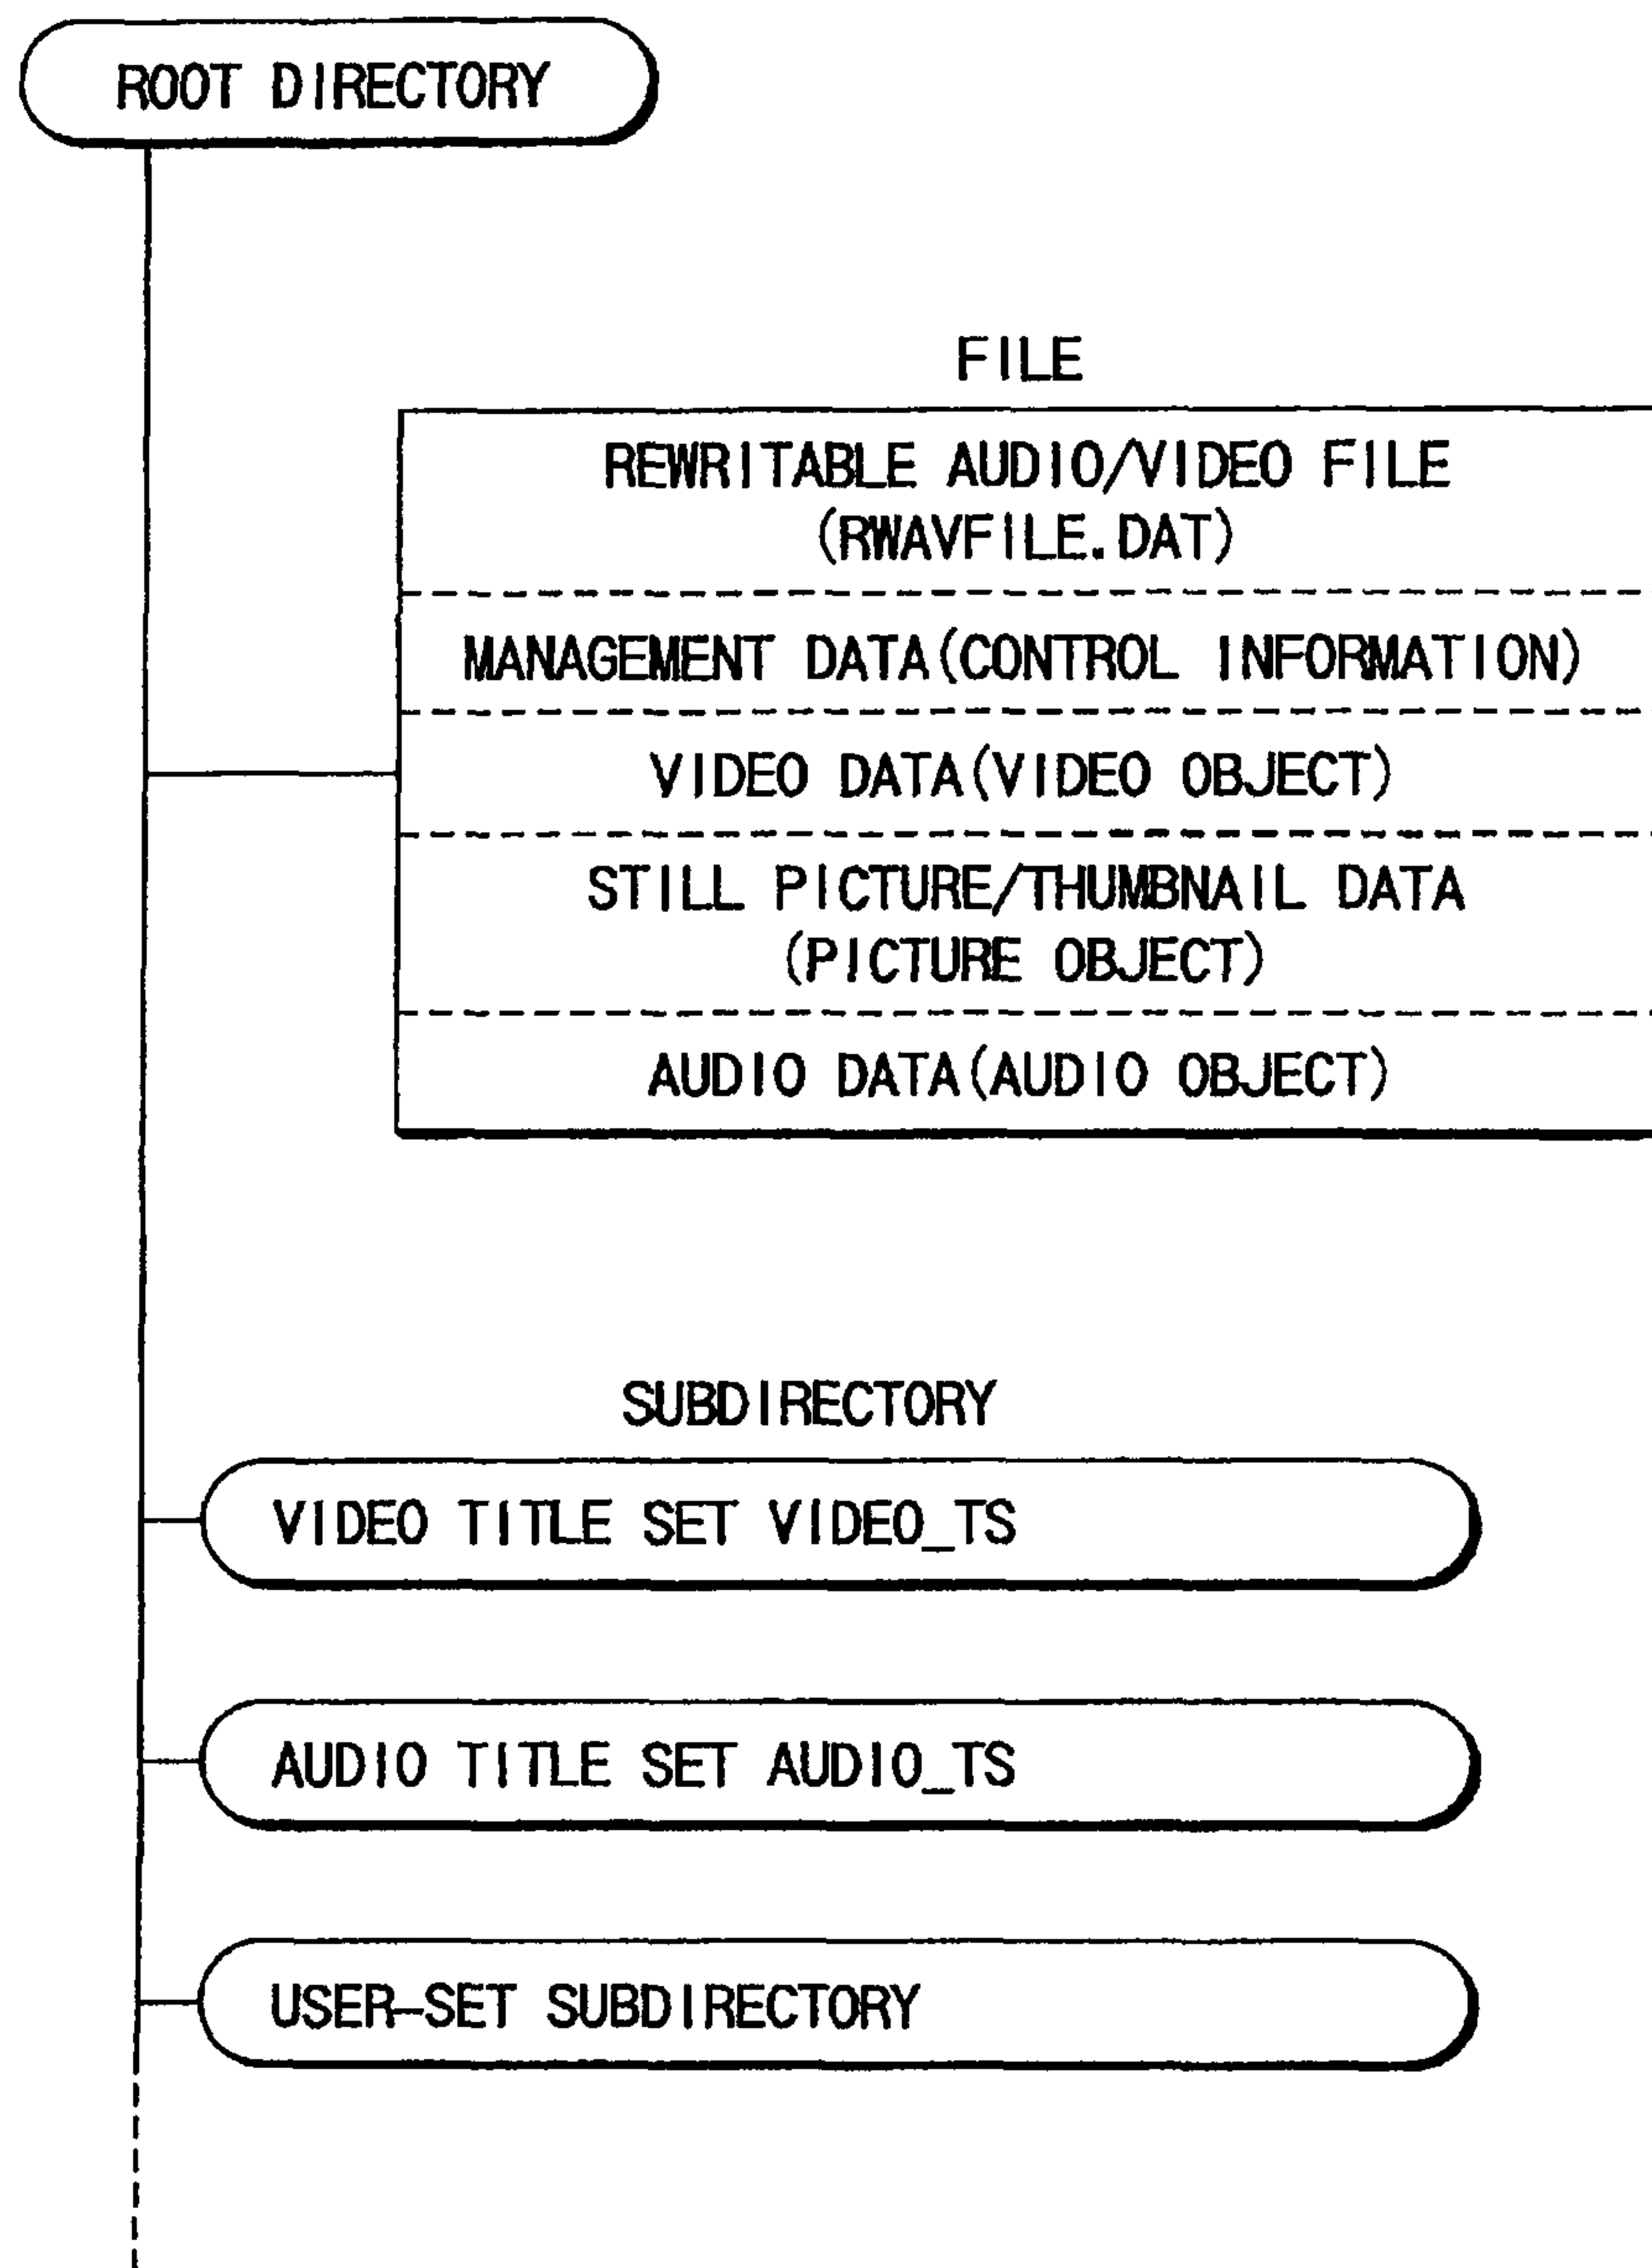 ROOT DIRECTORY
FILE
REWRITABLE AUDIO/VIDEO FILE
(RWAVFILE.DAT)
MANAGEMENT DATA(CONTROL INFORMATION)
VIDEO DATA(VIDEO OBJECT)
STILL PICTURE/THUMBNAIL DATA
(PICTURE OBJECT)
AUDIO DATA(AUDIO OBJECT)
SUBDIRECTORY
VIDEO TITLE SET VIDEO_TS
AUDIO TITLE SET AUDIO_TS
USER-SET SUBDIRECTORY